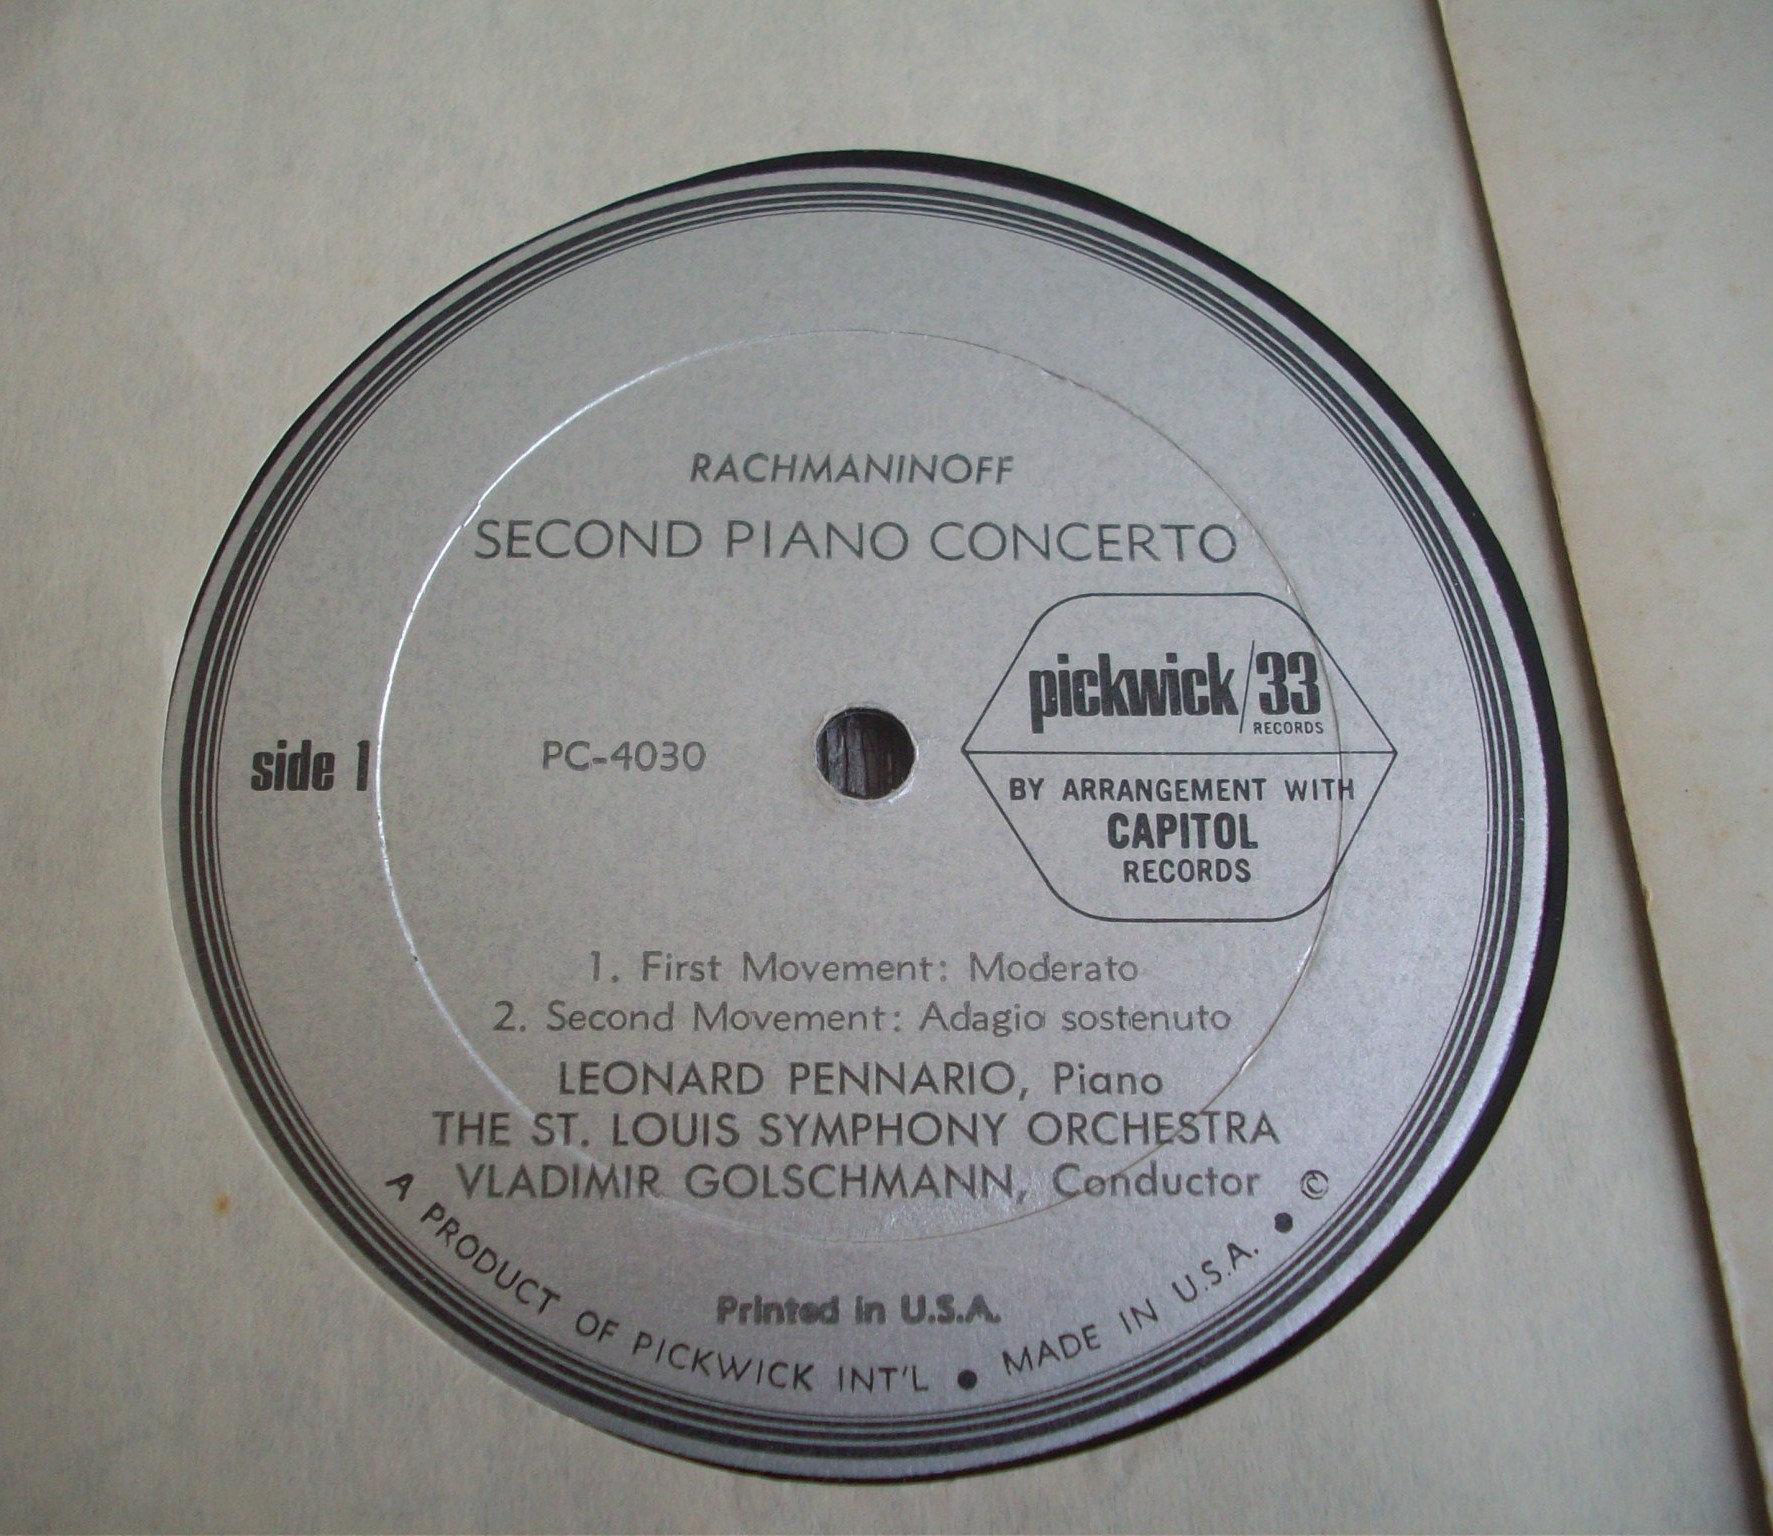 RACHMANINOFF
SECOND PIANO CONCERTO
pickwick/33
RECORDS
side 1
PC-4030
BY ARRANGEMENT WITH
CAPITOL
RECORDS
1. First Movement: Moderato
2. Second Movement: Adagio sostenuto
LEONARD PENNARIO, Piano
THE ST. LOUIS SYMPHONY ORCHESTRA
VLADIMIR GOLSCHMANN, Conductor
Printed in U.S.A.
A PRODUCT OF PICKWICK INT'L • MADE IN U.S.A. • ©